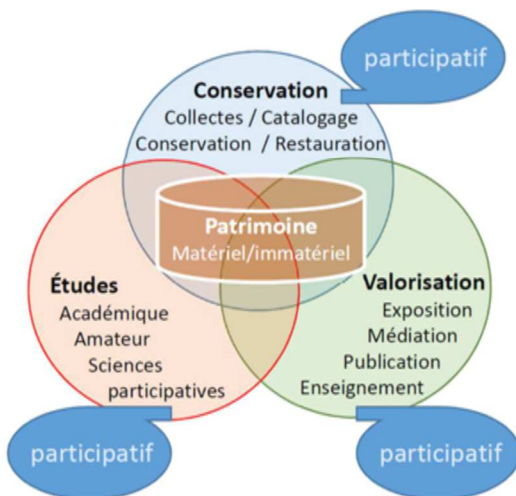 participatif
Conservation
Collectes / Catalogage
Conservation / Restauration
Patrimoine
Matériel/immatériel
Études
Académique
Amateur
Sciences
participatives
Valorisation
Exposition
Médiation
Publication
Enseignement
participatif
participatif